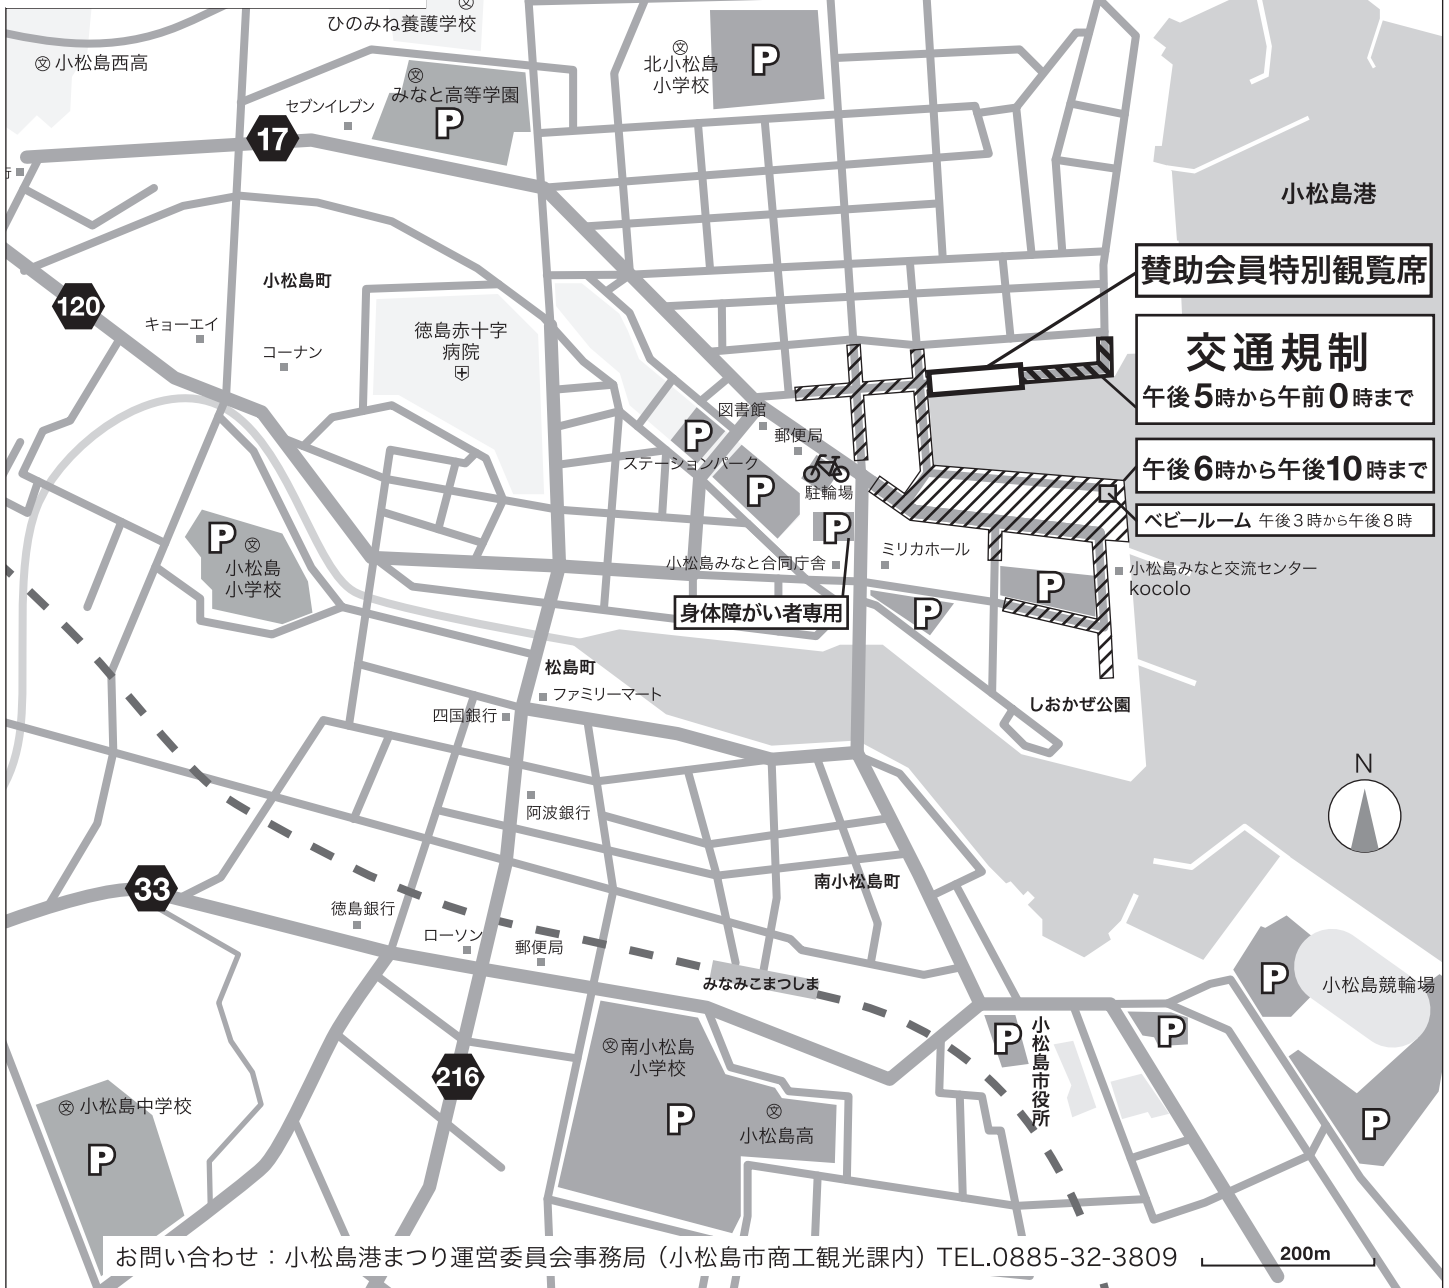 ひのみね養護学校
小松島西高
北小松島
小学校
P
みなと高等学園
P
セブンイレブン
17
小松島港
賛助会員特別観覧席
小松島町
120
キョーエイ
コーナン
徳島赤十字
病院
交通規制
午後5時から午前0時まで
図書館
郵便局
P
ステーションパーク
P
駐輪場
P
午後6時から午後10時まで
ベビールーム 午後3時から午後8時
P
小松島
小学校
小松島みなと合同庁舎
ミリカホール
小松島みなと交流センター
kocolo
P
P
身体障がい者専用
松島町
ファミリーマート
四国銀行
しおかぜ公園
N
阿波銀行
33
南小松島町
徳島銀行
ローソン
郵便局
みなみこまつしま
P
小松島競輪場
P
小松島市役所
P
南小松島
小学校
216
P
小松島高
小松島中学校
P
P
お問い合わせ：小松島港まつり運営委員会事務局（小松島市商工観光課内）TEL.0885-32-3809
200m